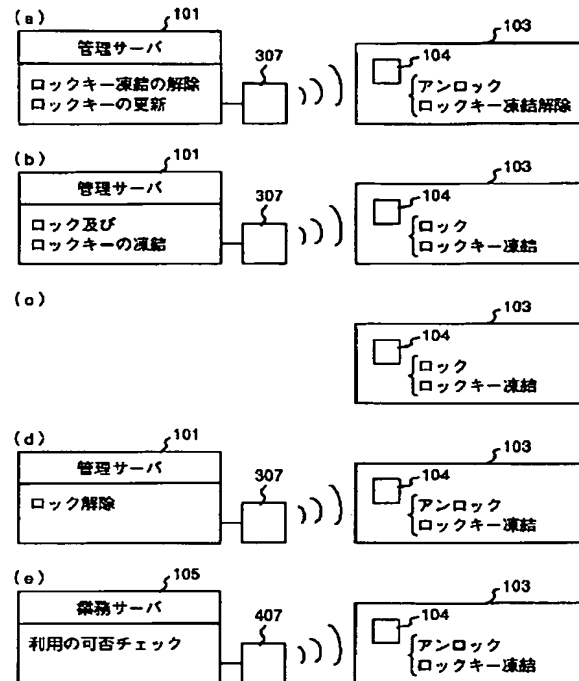 (a)
101
管理サーバ
ロックキー凍結の解除
ロックキーの更新
307
103
104
アンロック
ロックキー凍結解除
(b)
101
管理サーバ
ロック及び
ロックキーの凍結
307
103
104
ロック
ロックキー凍結
(c)
103
104
ロック
ロックキー凍結
(d)
101
管理サーバ
ロック解除
307
103
104
アンロック
ロックキー凍結
(e)
105
業務サーバ
利用の可否チェック
407
103
104
アンロック
ロックキー凍結